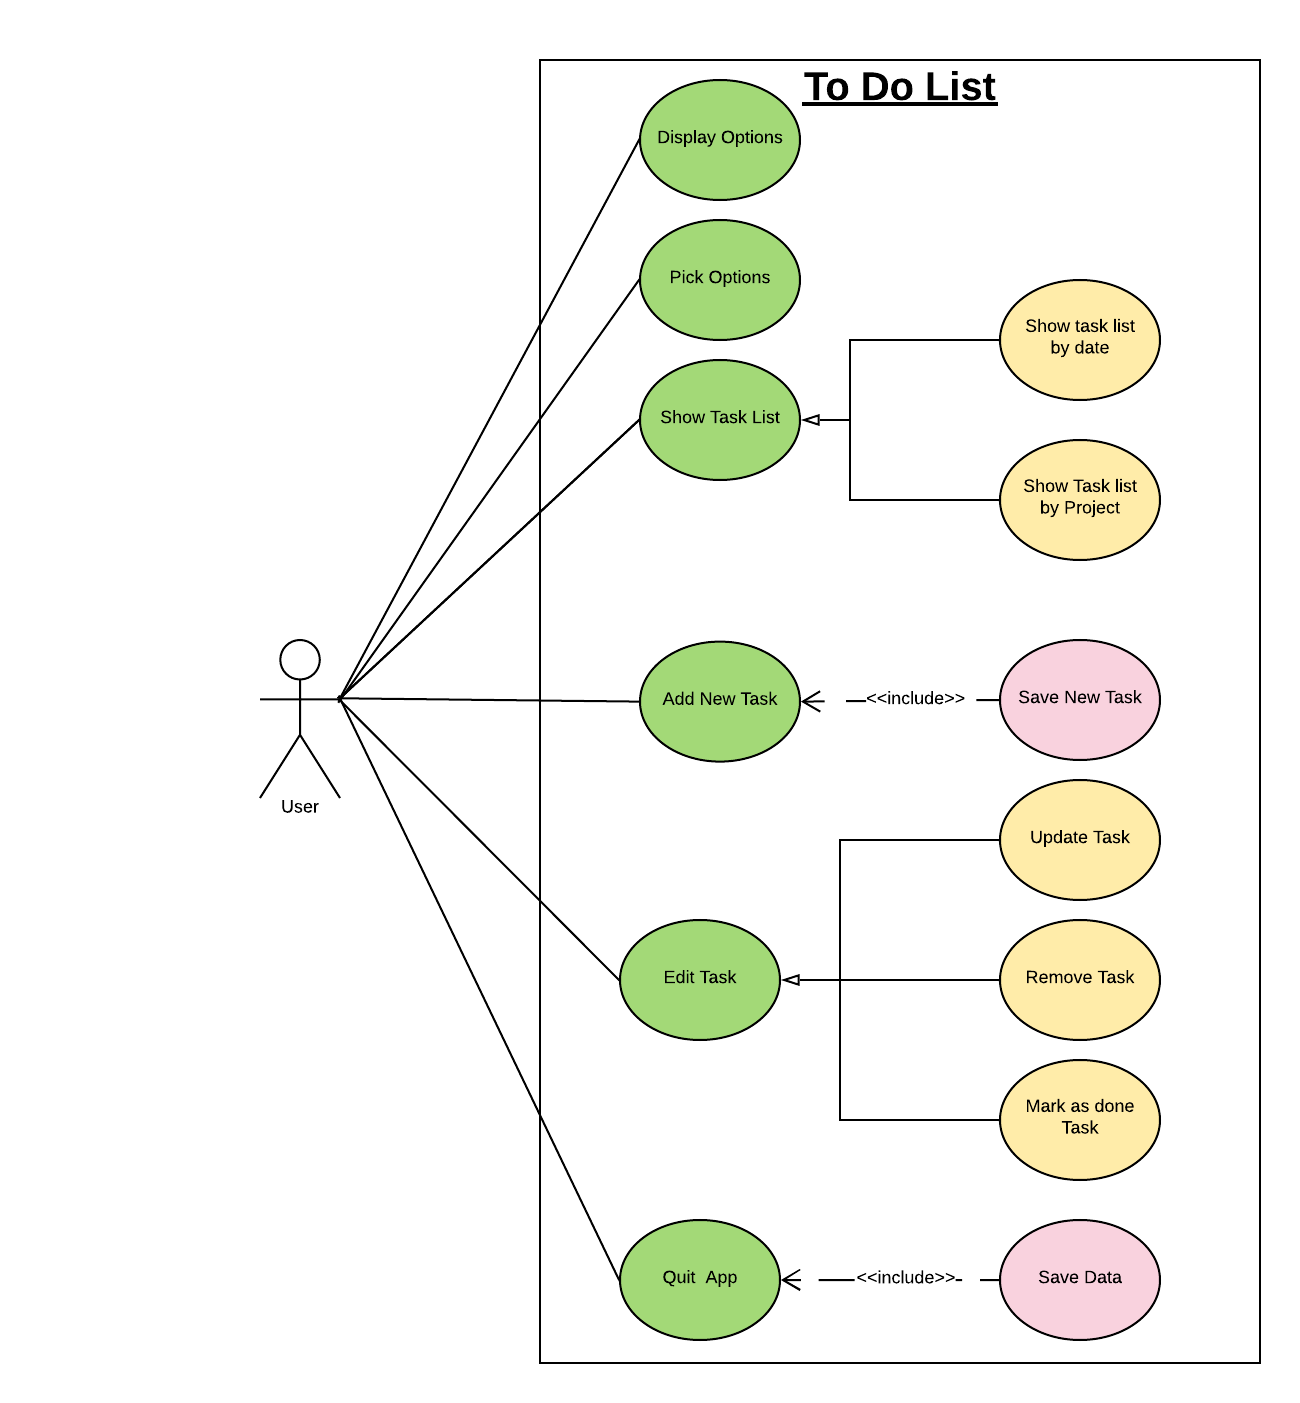 To Do List
Display Options
Pick Options
Show task list
by date
Show Task List
Show Task list
by Project
Add New Task
<<include>>
Save New Task
User
Update Task
Edit Task
Remove Task
Mark as done
Task
Quit  App
<<include>>
Save Data